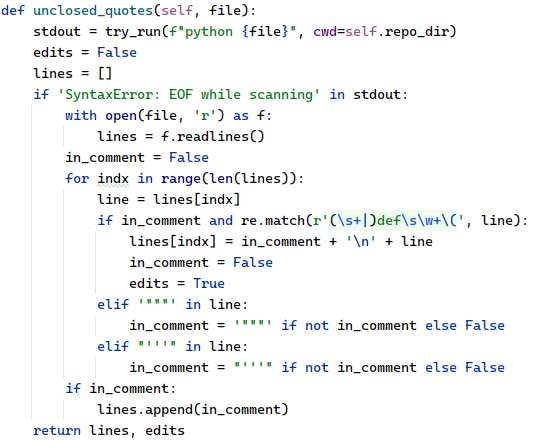 def unclosed_quotes(self, file):
    stdout = try_run(f"python {file}", cwd=self.repo_dir)
    edits = False
    lines = []
    if 'SyntaxError: EOF while scanning' in stdout:
        with open(file, 'r') as f:
            lines = f.readlines()
        in_comment = False
        for indx in range(len(lines)):
            line = lines[indx]
            if in_comment and re.match(r'(\s+|)def\s\w+\(', line):
                lines[indx] = in_comment + '\n' + line
                in_comment = False
                edits = True
            elif '"""' in line:
                in_comment = '"""' if not in_comment else False
            elif "'''" in line:
                in_comment = "'''" if not in_comment else False
        if in_comment:
            lines.append(in_comment)
    return lines, edits